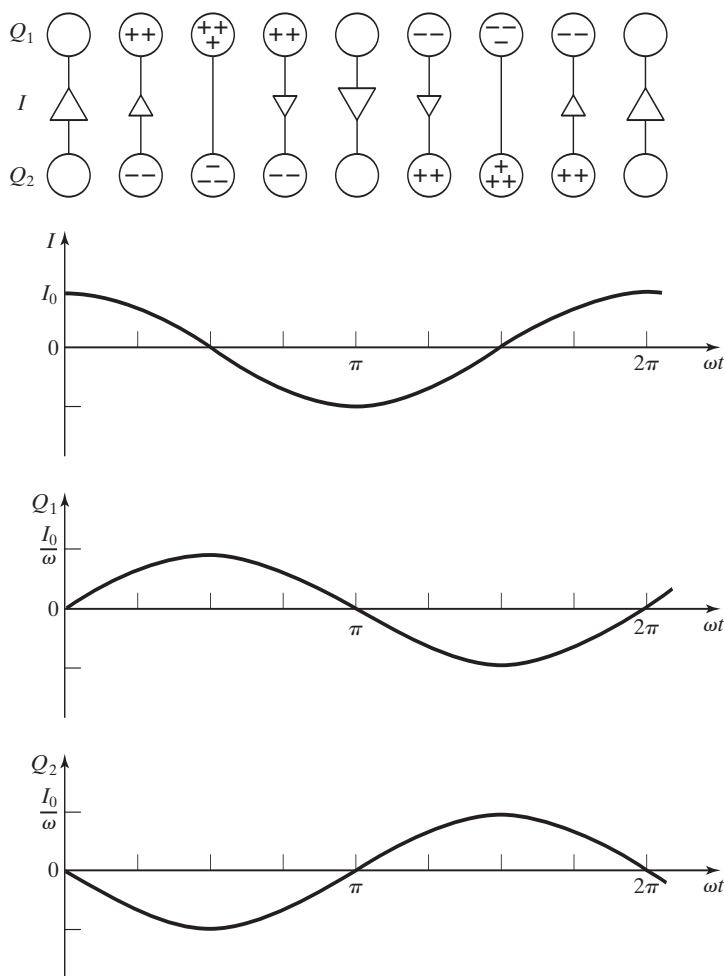 Q₁ ++ ++ + ++ −− −− − −−
I
Q₂ −− − −− −− ++ + ++ ++
I
I₀
0 π 2π ωt
Q₁
I₀
ω
0 π 2π ωt
Q₂
I₀
ω
0 π 2π ωt